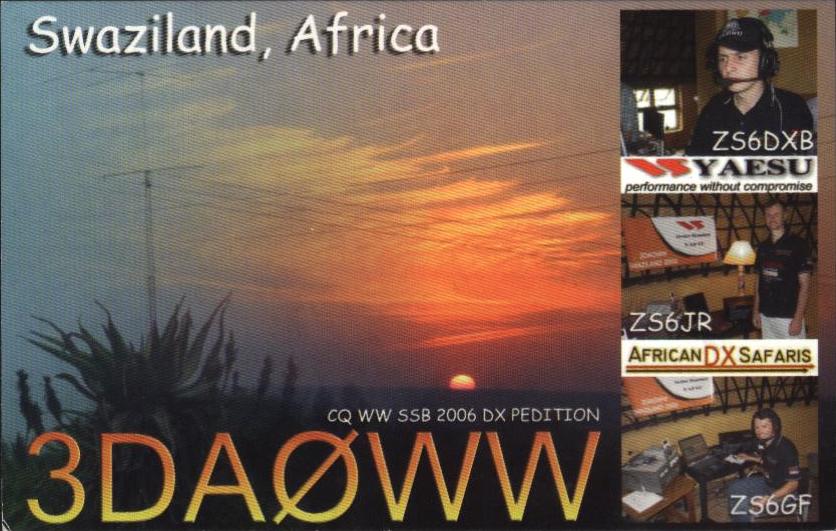 Swaziland, Africa
ZS6DXB
YAESU
performance without compromise
ZS6JR
AFRICAN DX SAFARIS
CQ WW SSB 2006 DX PEDITION
3DAØWW
ZS6GF